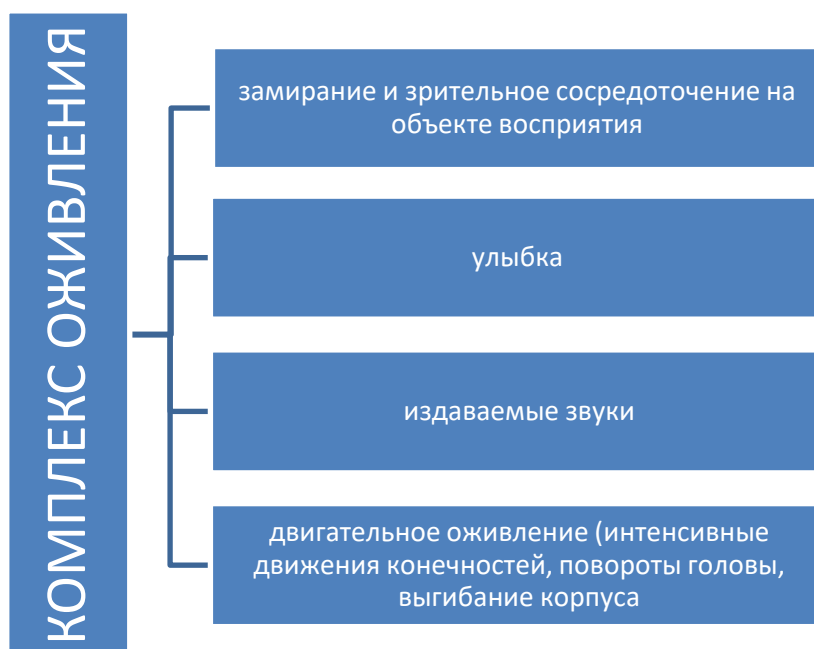 КОМПЛЕКС ОЖИВЛЕНИЯ
замирание и зрительное сосредоточение на
объекте восприятия
улыбка
издаваемые звуки
двигательное оживление (интенсивные
движения конечностей, повороты головы,
выгибание корпуса